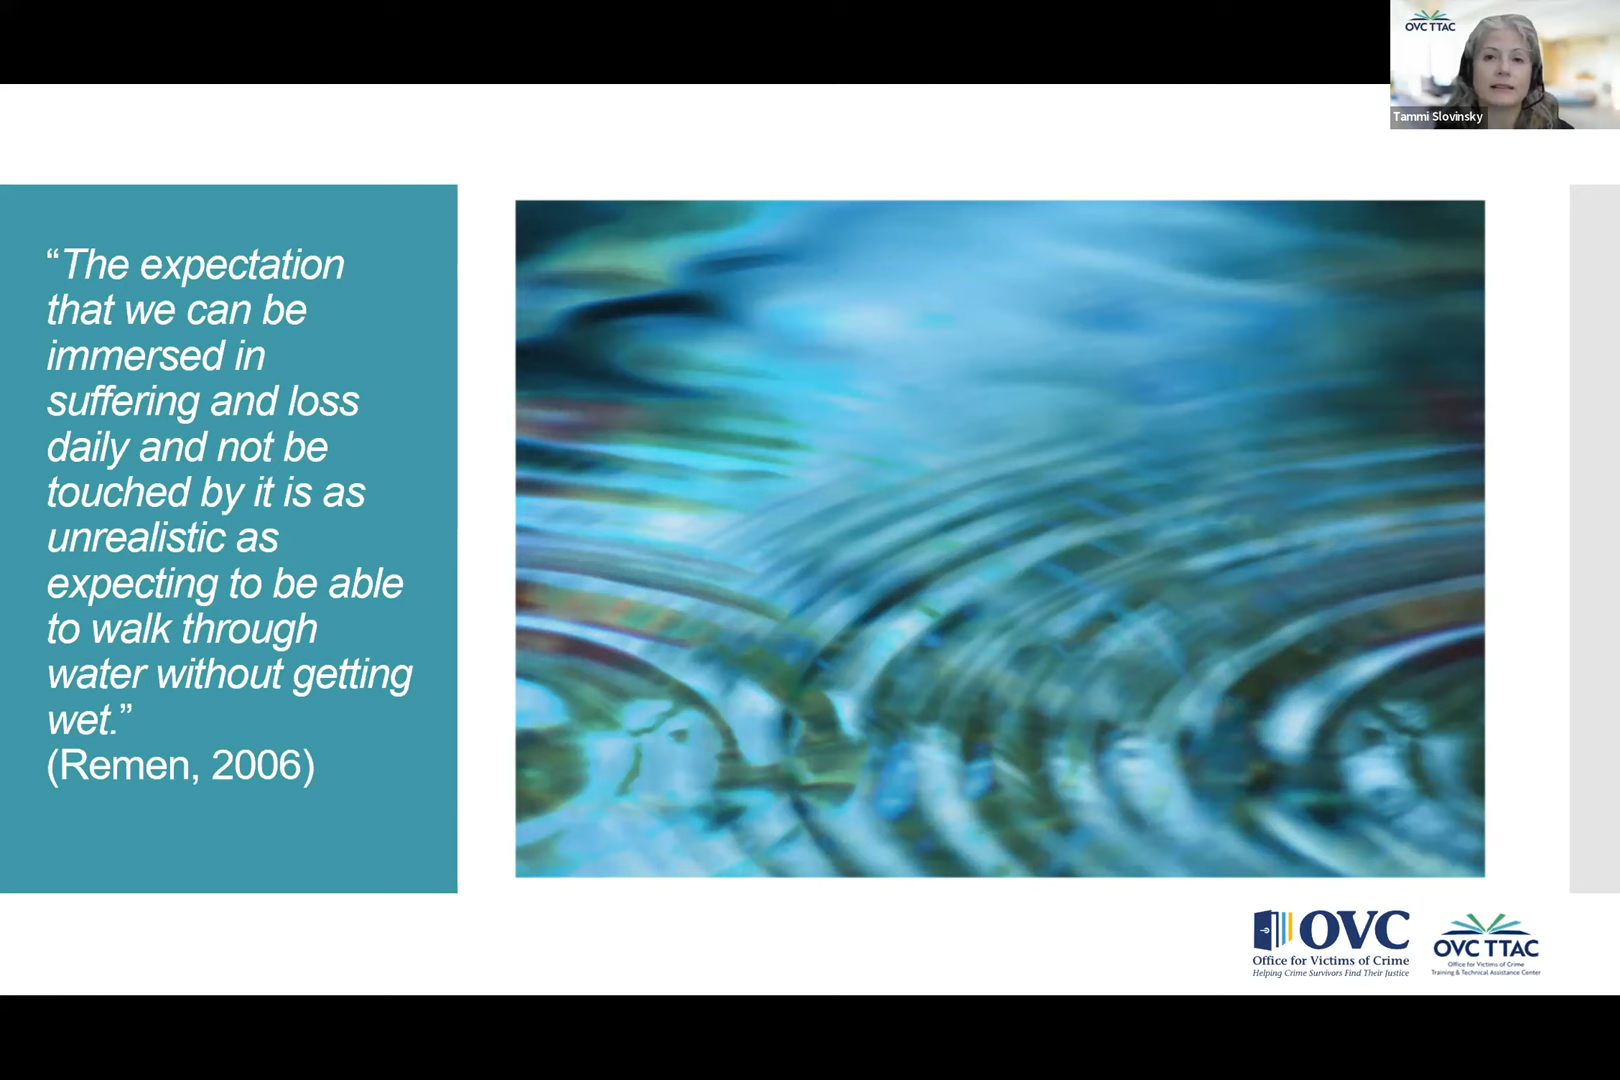 OVC TTAC
Tammi Slovinsky
“The expectation
that we can be
immersed in
suffering and loss
daily and not be
touched by it is as
unrealistic as
expecting to be able
to walk through
water without getting
wet.”
(Remen, 2006)
OVC
Office for Victims of Crime
Helping Crime Survivors Find Their Justice
OVC TTAC
Office for Victims of Crime
Training & Technical Assistance Center